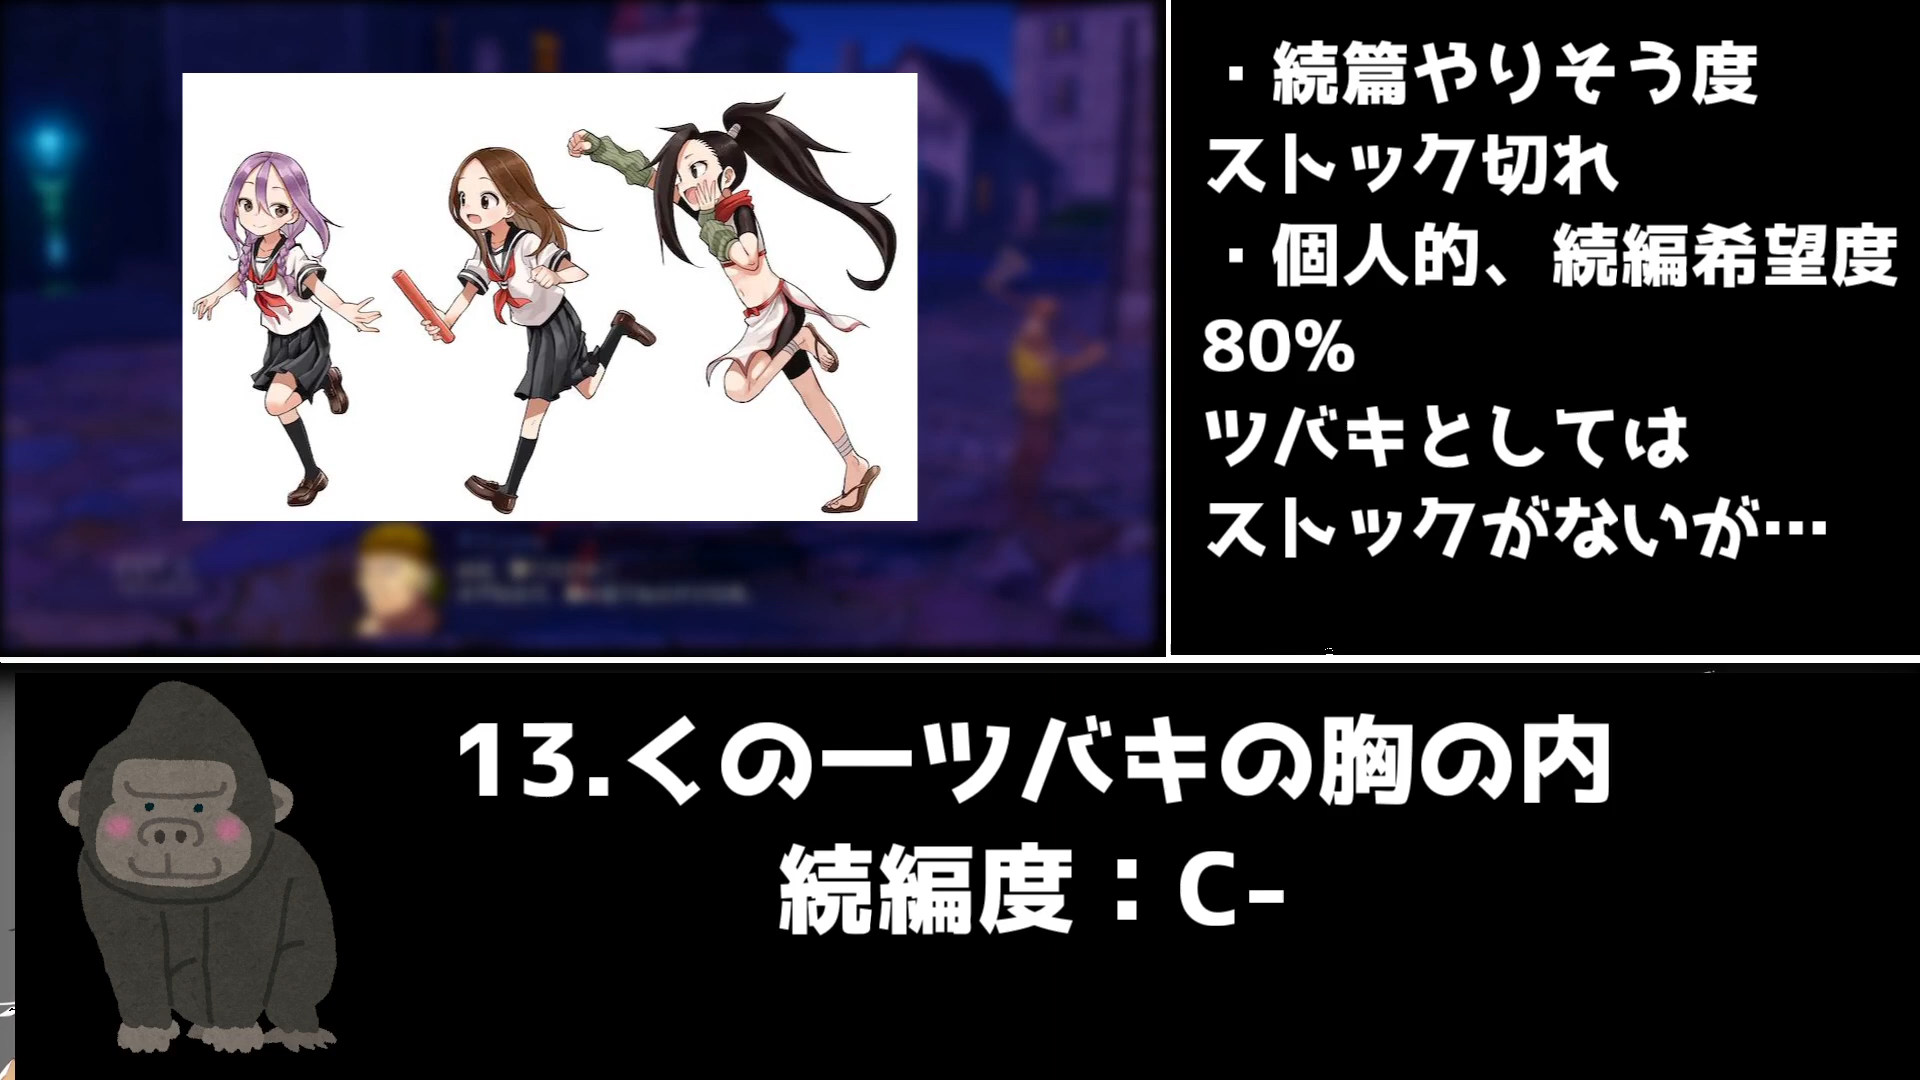 ・続篇やりそう度
ストック切れ
・個人的、続編希望度
80%
ツバキとしては
ストックがないが…
13.くの一ツバキの胸の内
続編度：C-